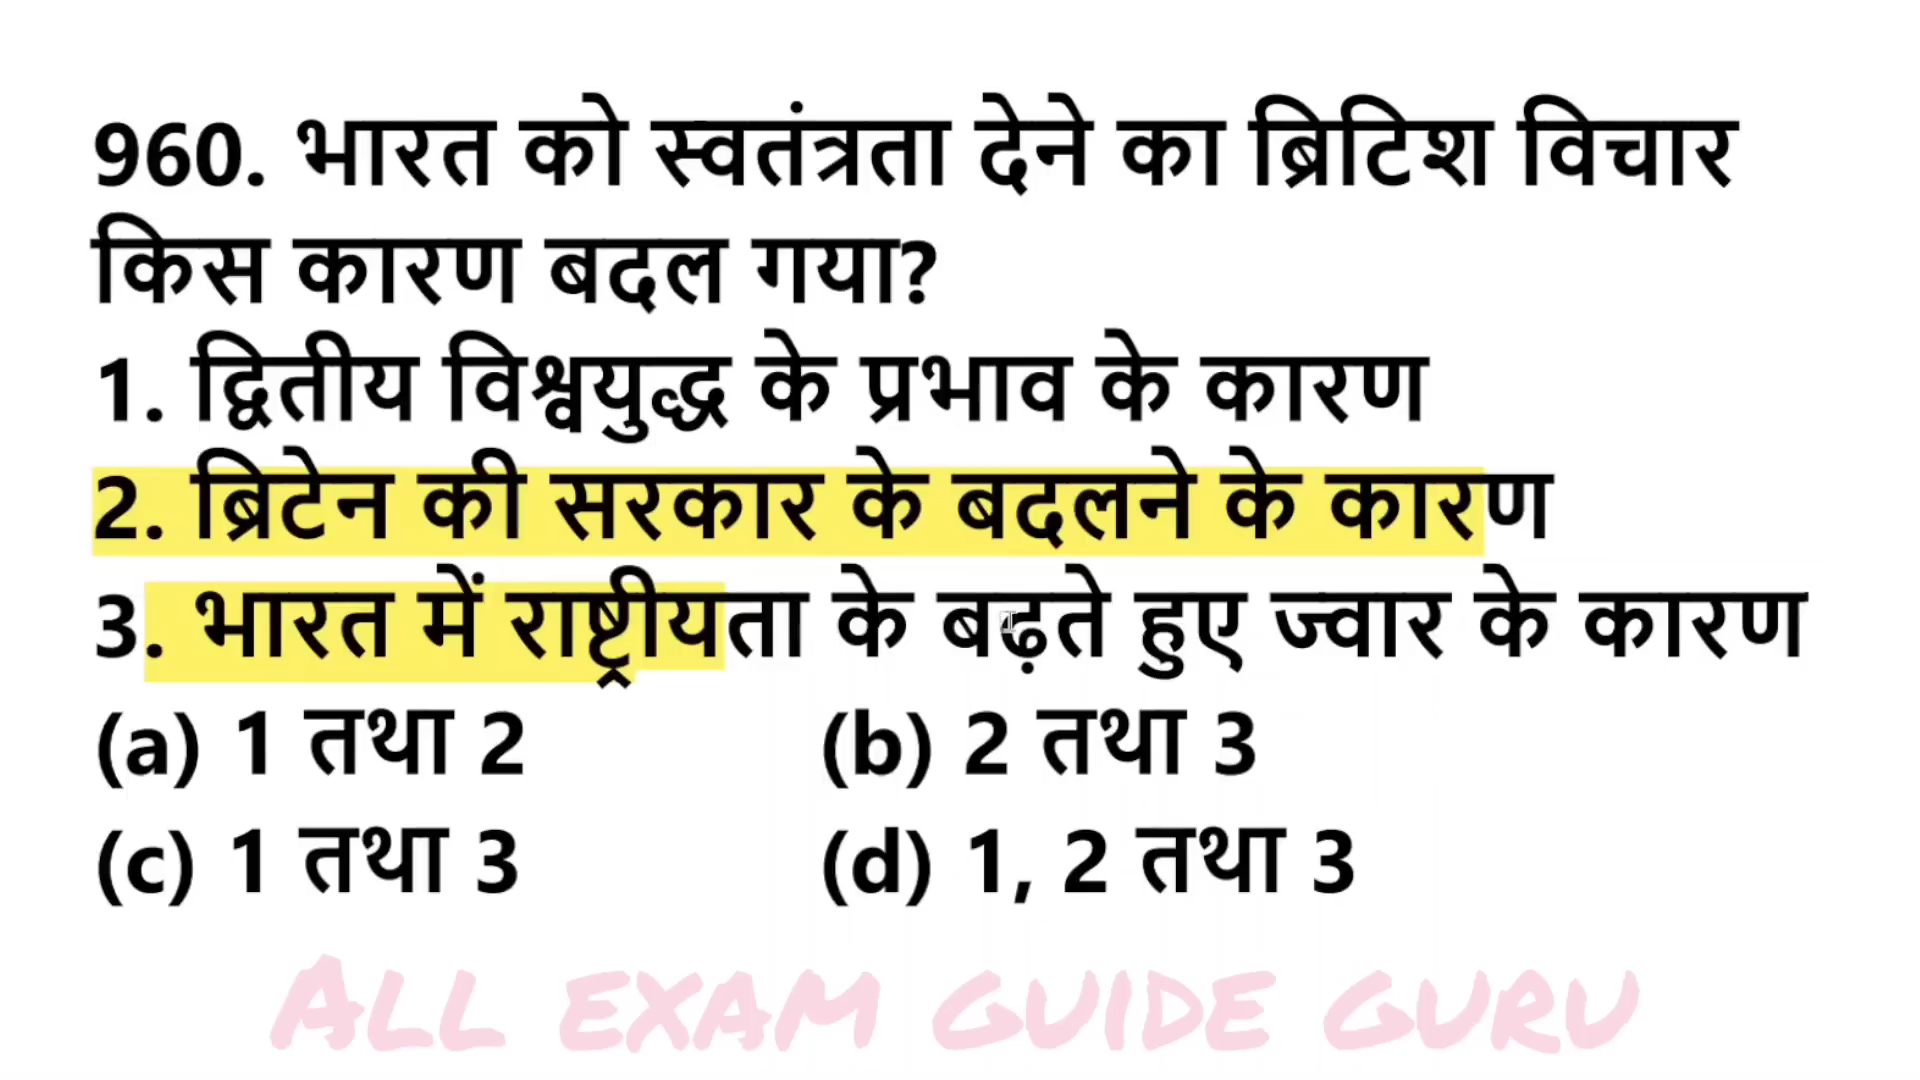 960. भारत को स्वतंत्रता देने का ब्रिटिश विचार
किस कारण बदल गया?
1. द्वितीय विश्वयुद्ध के प्रभाव के कारण
2. ब्रिटेन की सरकार के बदलने के कारण
3. भारत में राष्ट्रीयता के बढ़ते हुए ज्वार के कारण
(a) 1 तथा 2 (b) 2 तथा 3
(c) 1 तथा 3 (d) 1, 2 तथा 3
ALL EXAM GUIDE GURU